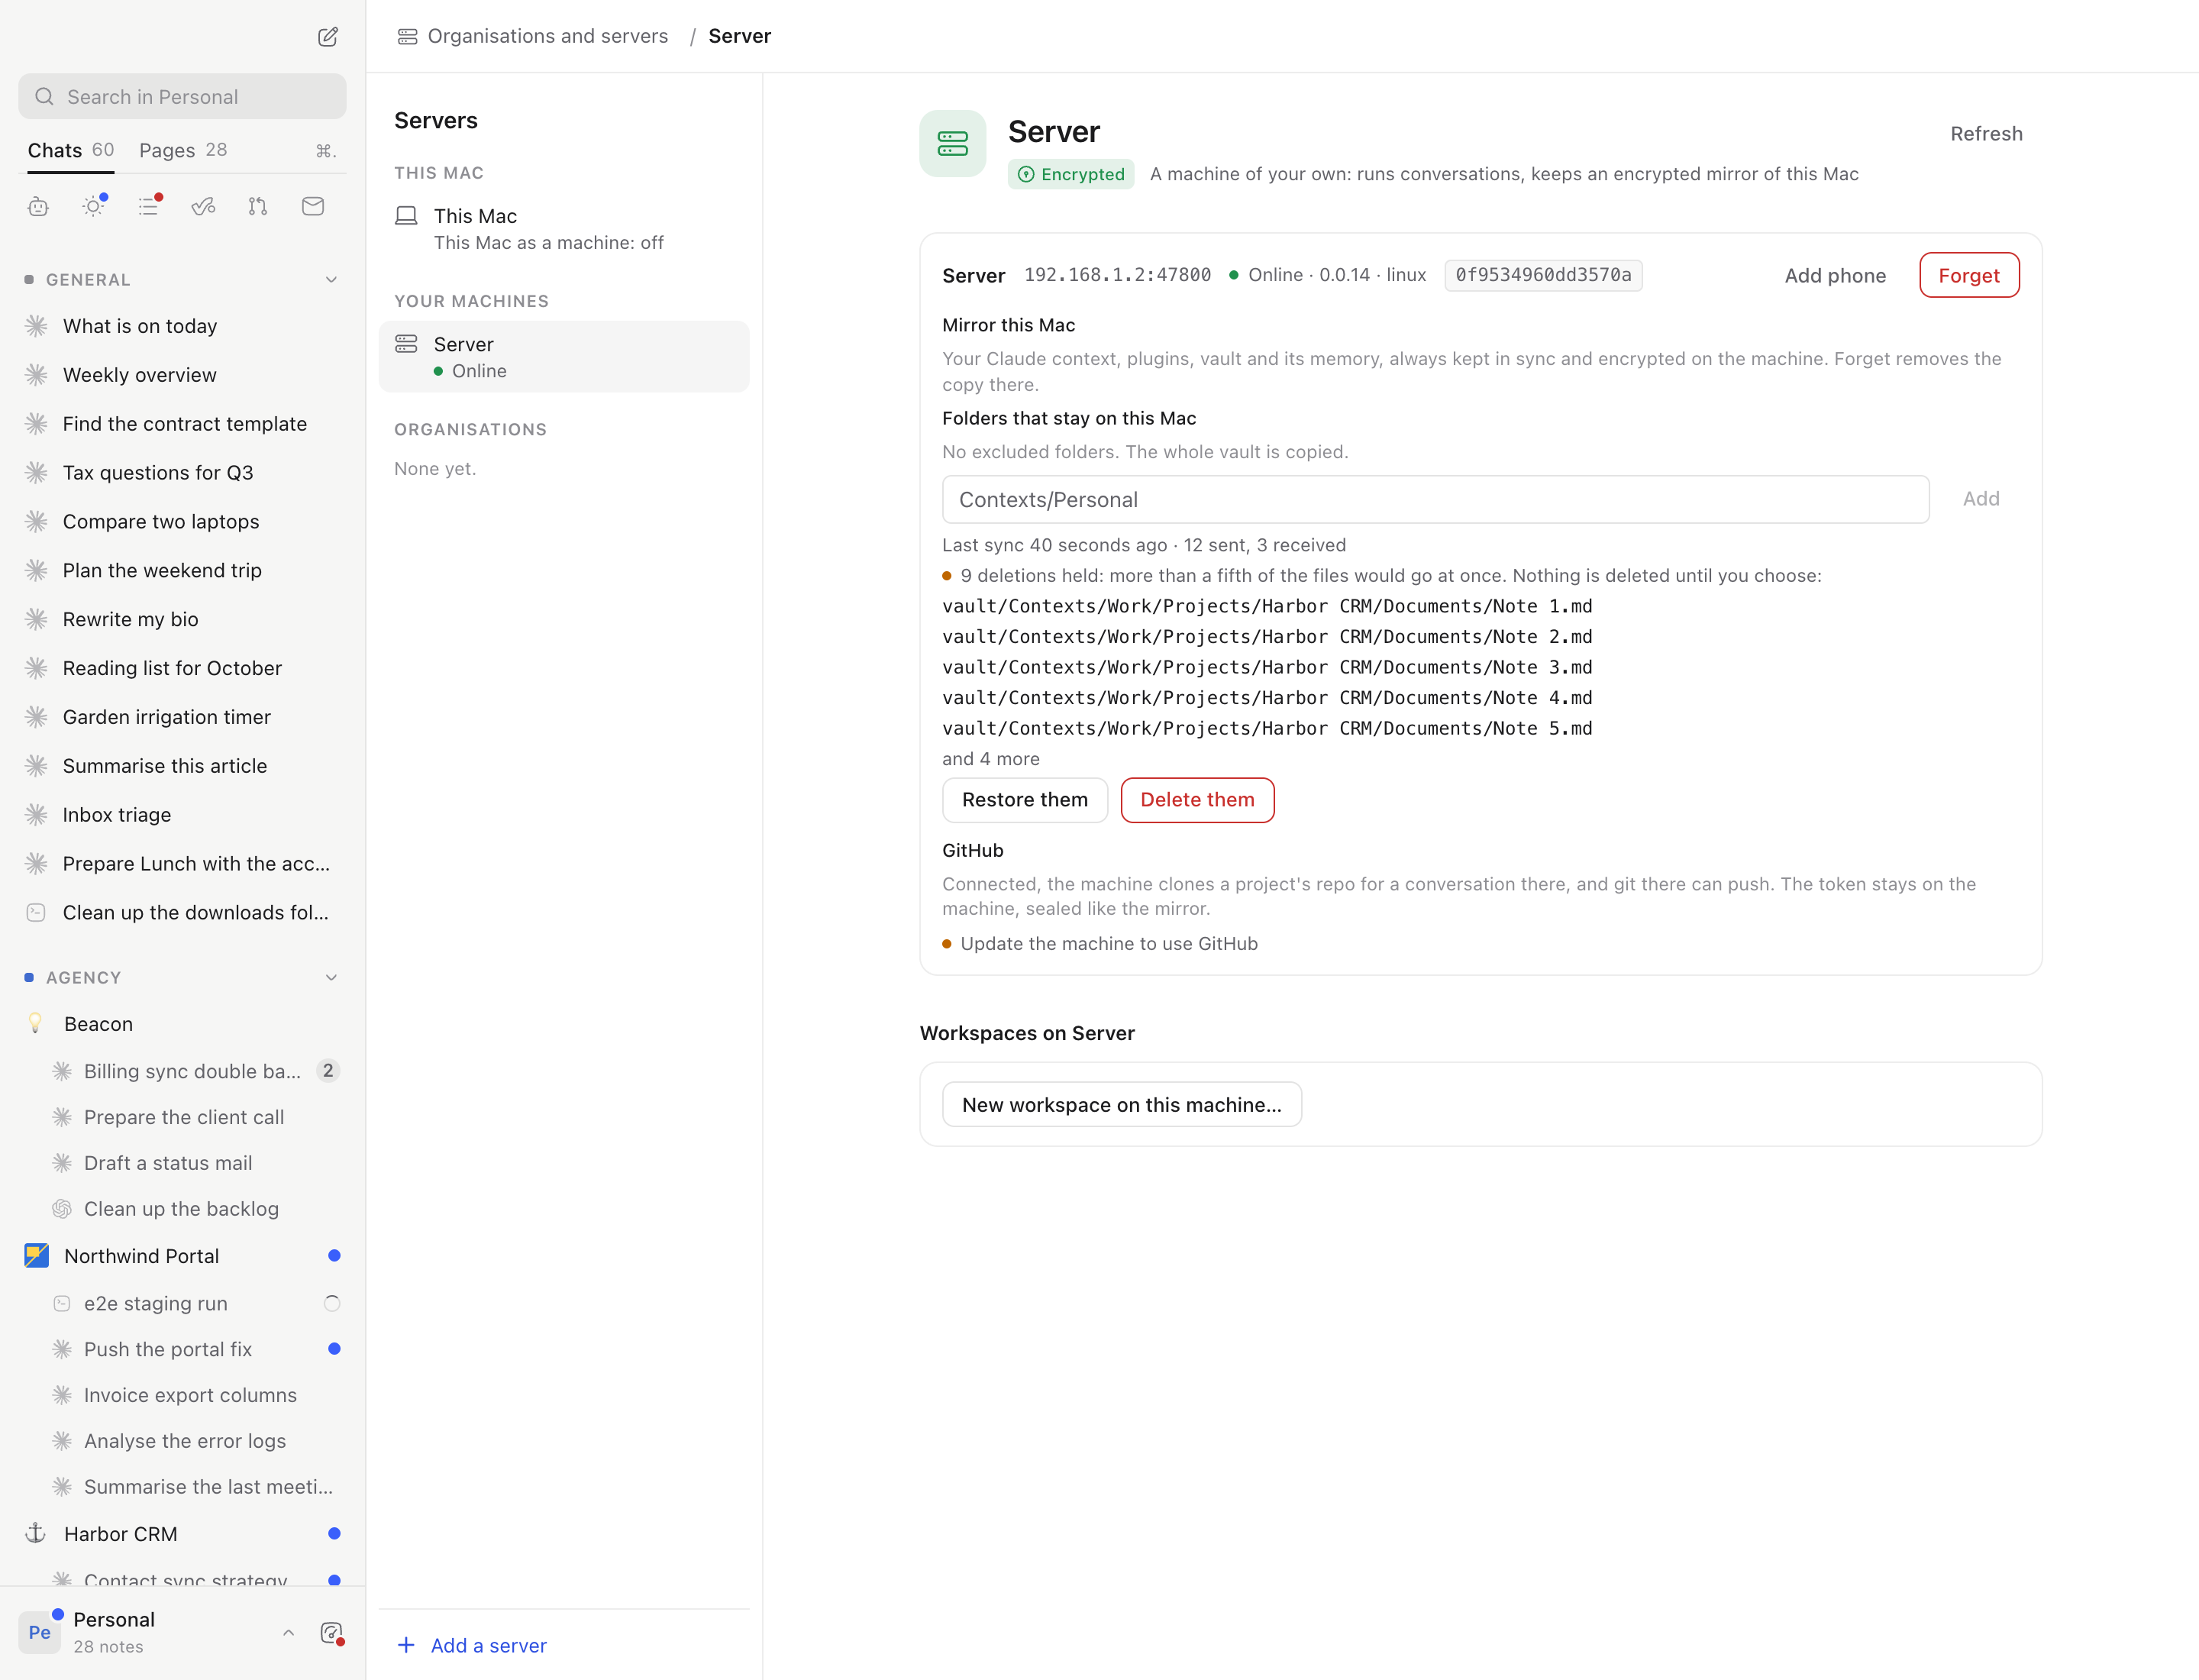 Search in Personal
Chats 60 Pages 28 ⌘.
GENERAL
What is on today
Weekly overview
Find the contract template
Tax questions for Q3
Compare two laptops
Plan the weekend trip
Rewrite my bio
Reading list for October
Garden irrigation timer
Summarise this article
Inbox triage
Prepare Lunch with the acc...
Clean up the downloads fol...
AGENCY
Beacon
Billing sync double ba... 2
Prepare the client call
Draft a status mail
Clean up the backlog
Northwind Portal
e2e staging run
Push the portal fix
Invoice export columns
Analyse the error logs
Summarise the last meeti...
Harbor CRM
Contact sync strategy
Pe
Personal
28 notes
Organisations and servers / Server
Servers
THIS MAC
This Mac
This Mac as a machine: off
YOUR MACHINES
Server
Online
ORGANISATIONS
None yet.
+ Add a server
Server
Refresh
Encrypted A machine of your own: runs conversations, keeps an encrypted mirror of this Mac
Server 192.168.1.2:47800 Online · 0.0.14 · linux 0f9534960dd3570a Add phone Forget
Mirror this Mac
Your Claude context, plugins, vault and its memory, always kept in sync and encrypted on the machine. Forget removes the
copy there.
Folders that stay on this Mac
No excluded folders. The whole vault is copied.
Contexts/Personal Add
Last sync 40 seconds ago · 12 sent, 3 received
9 deletions held: more than a fifth of the files would go at once. Nothing is deleted until you choose:
vault/Contexts/Work/Projects/Harbor CRM/Documents/Note 1.md
vault/Contexts/Work/Projects/Harbor CRM/Documents/Note 2.md
vault/Contexts/Work/Projects/Harbor CRM/Documents/Note 3.md
vault/Contexts/Work/Projects/Harbor CRM/Documents/Note 4.md
vault/Contexts/Work/Projects/Harbor CRM/Documents/Note 5.md
and 4 more
Restore them Delete them
GitHub
Connected, the machine clones a project's repo for a conversation there, and git there can push. The token stays on the
machine, sealed like the mirror.
Update the machine to use GitHub
Workspaces on Server
New workspace on this machine...